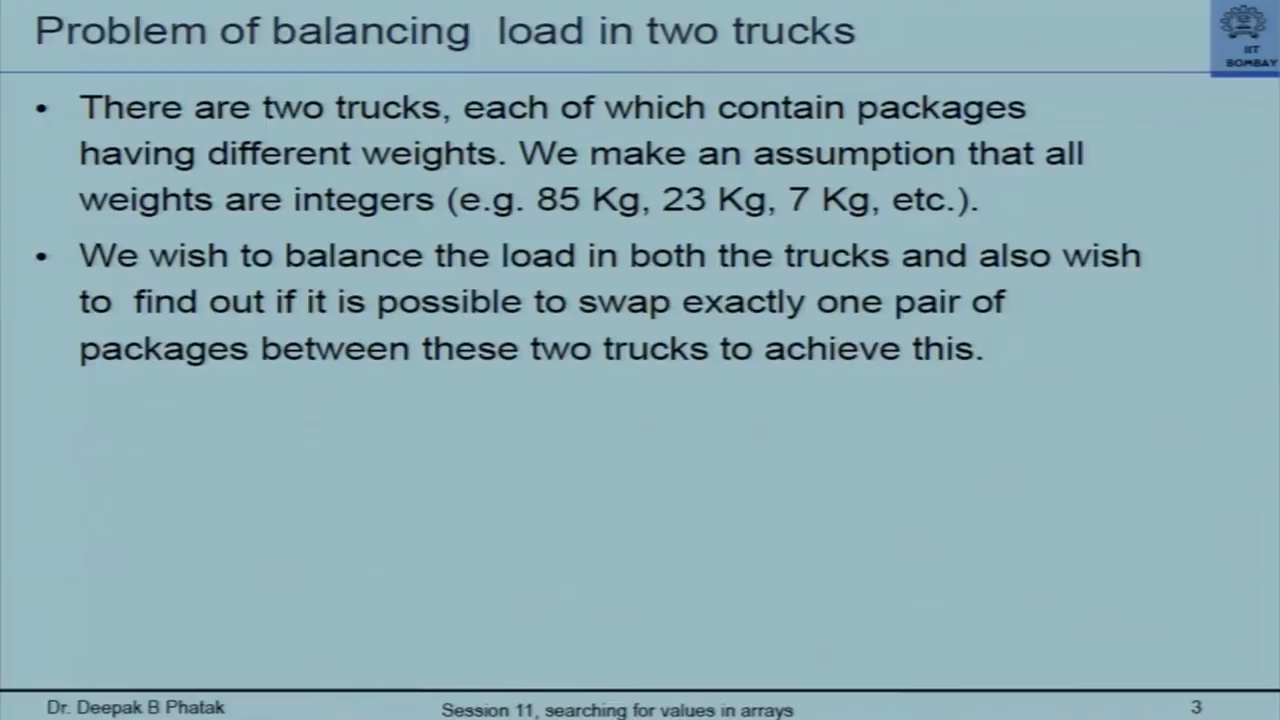 Problem of balancing load in two trucks
IIT
BOMBAY
• There are two trucks, each of which contain packages
having different weights. We make an assumption that all
weights are integers (e.g. 85 Kg, 23 Kg, 7 Kg, etc.).
• We wish to balance the load in both the trucks and also wish
to find out if it is possible to swap exactly one pair of
packages between these two trucks to achieve this.
Dr. Deepak B Phatak
Session 11, searching for values in arrays
3